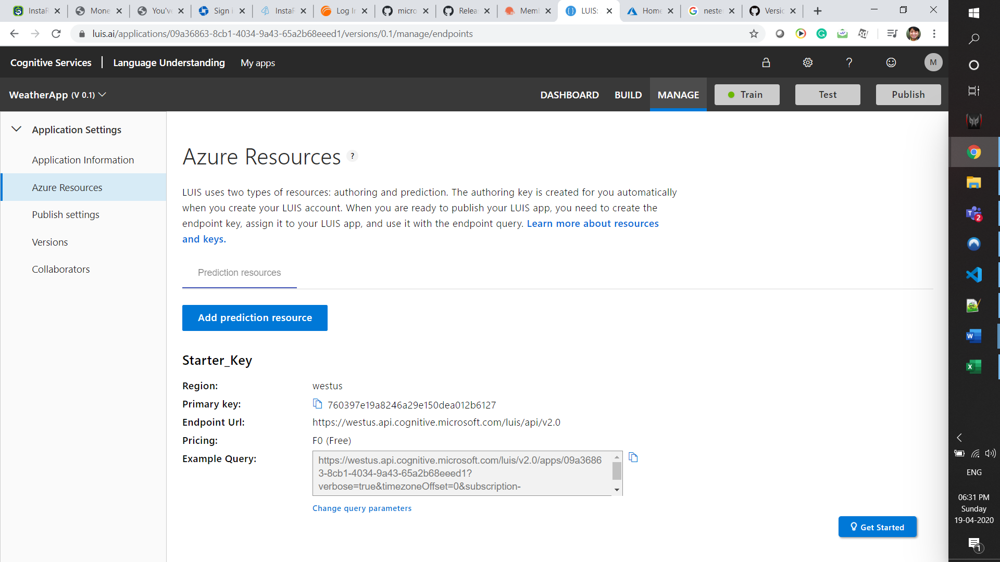 InstaR
Mone
You've
Sign i
InstaF
Log In
micro
Relea
Meml
LUIS:
Home
neste
Versio
luis.ai/applications/09a36863-8cb1-4034-9a43-65a2b68eeed1/versions/0.1/manage/endpoints
Cognitive Services
Language Understanding
My apps
M
WeatherApp (V 0.1)
DASHBOARD
BUILD
MANAGE
Train
Test
Publish
Application Settings
Application Information
Azure Resources
Publish settings
Versions
Collaborators
Azure Resources ?
LUIS uses two types of resources: authoring and prediction. The authoring key is created for you automatically
when you create your LUIS account. When you are ready to publish your LUIS app, you need to create the
endpoint key, assign it to your LUIS app, and use it with the endpoint query. Learn more about resources
and keys.
Prediction resources
Add prediction resource
Starter_Key
Region: westus
Primary key: 760397e19a8246a29e150dea012b6127
Endpoint Url: https://westus.api.cognitive.microsoft.com/luis/api/v2.0
Pricing: F0 (Free)
Example Query: https://westus.api.cognitive.microsoft.com/luis/v2.0/apps/09a3686
3-8cb1-4034-9a43-65a2b68eeed1?
verbose=true&timezoneOffset=0&subscription-
Change query parameters
Get Started
2
ENG
06:31 PM
Sunday
19-04-2020
1